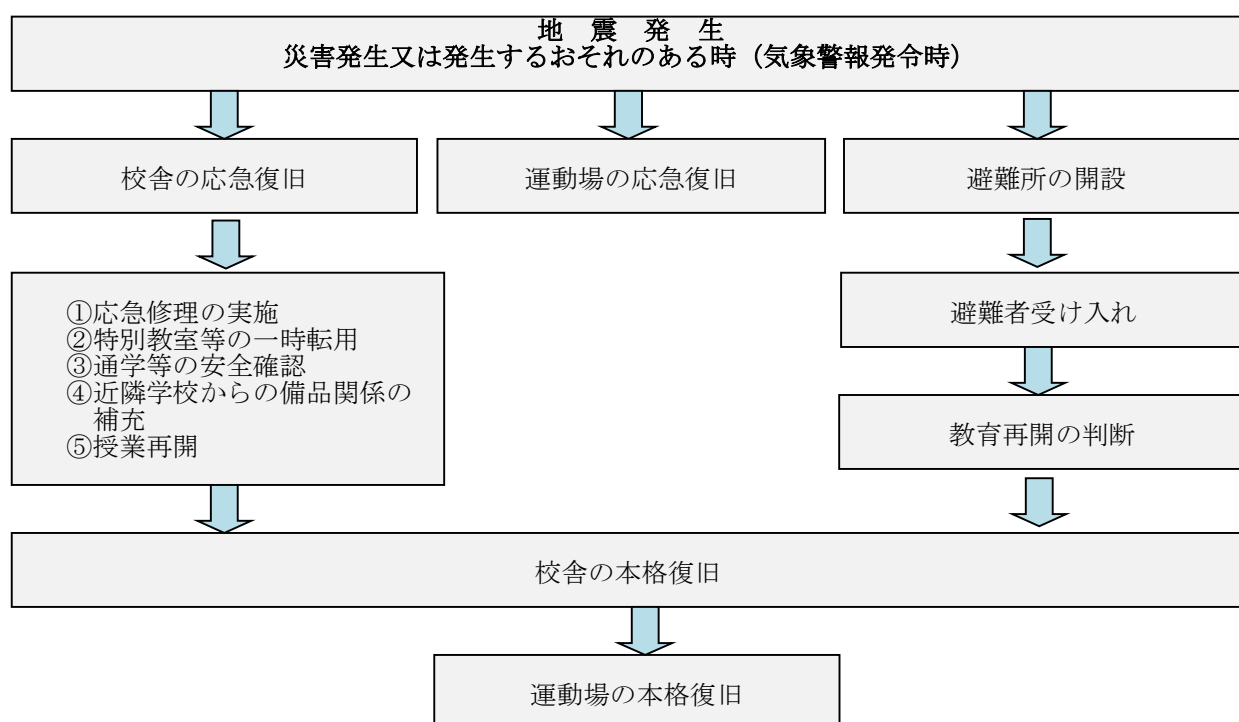 地　震　発　生
災害発生又は発生するおそれのある時（気象警報発令時）
校舎の応急復旧
運動場の応急復旧
避難所の開設
①応急修理の実施
②特別教室等の一時転用
③通学等の安全確認
④近隣学校からの備品関係の
補充
⑤授業再開
避難者受け入れ
教育再開の判断
校舎の本格復旧
運動場の本格復旧